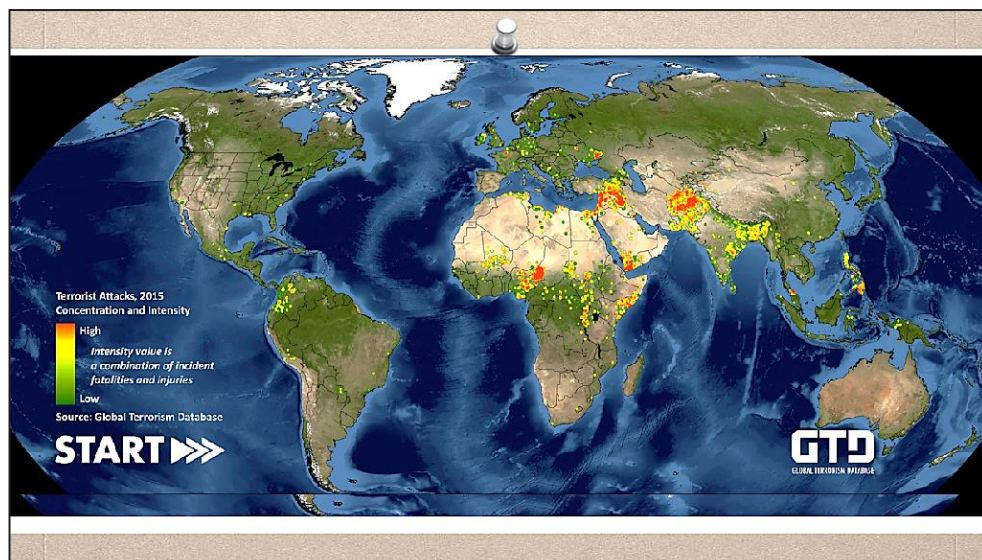 Terrorist Attacks, 2015
Concentration and Intensity
High
Intensity value is
a combination of incident
fatalities and injuries
Low
Source: Global Terrorism Database
START
GTD
GLOBAL TERRORISM DATABASE